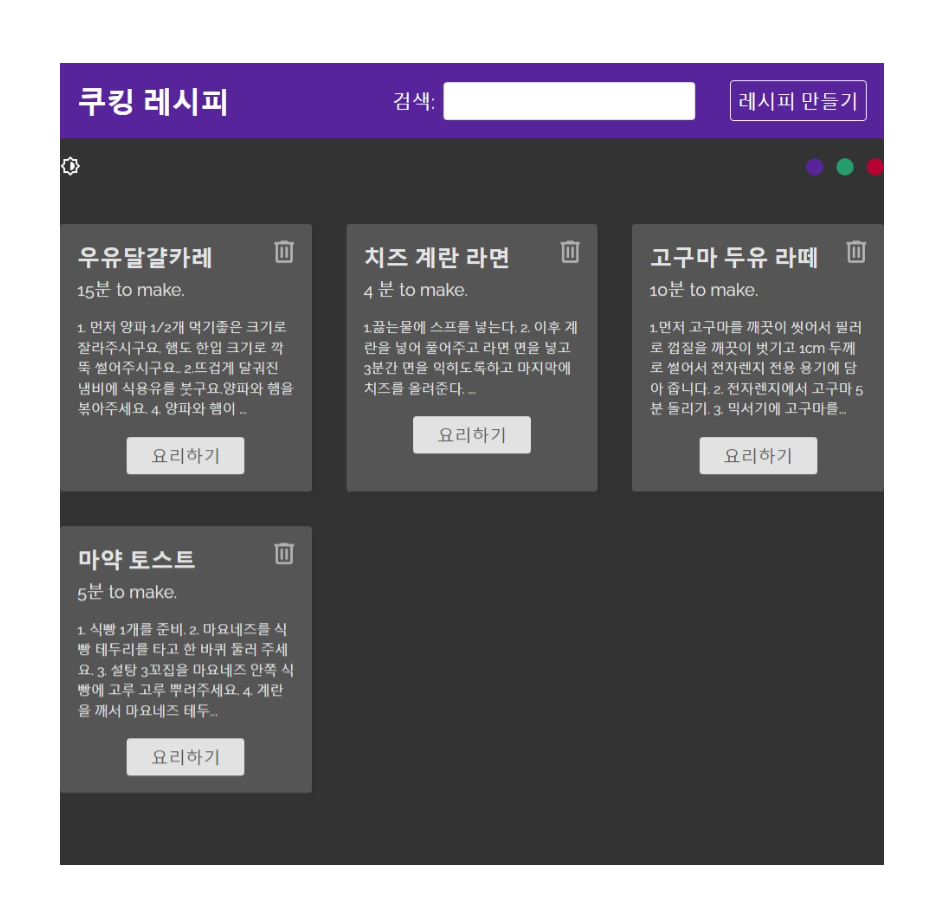 쿠킹 레시피
검색:
레시피 만들기
우유달걀카레
15분 to make.
1. 먼저 양파 1/2개 먹기좋은 크기로
잘라주시구요. 햄도 한입 크기로 깍
뚝 썰어주시구요.. 2.뜨겁게 달궈진
냄비에 식용유를 붓구요.양파와 햄을
볶아주세요. 4. 양파와 햄이 ...
요리하기
치즈 계란 라면
4 분 to make.
1.끓는물에 스프를 넣는다. 2. 이후 계
란을 넣어 풀어주고 라면 면을 넣고
3분간 면을 익히도록하고 마지막에
치즈를 올려준다. ...
요리하기
고구마 두유 라떼
10분 to make.
1.먼저 고구마를 깨끗이 씻어서 필러
로 껍질을 깨끗이 벗기고 1cm 두께
로 썰어서 전자렌지 전용 용기에 담
아 줍니다. 2. 전자렌지에서 고구마 5
분 돌리기. 3. 믹서기에 고구마를...
요리하기
마약 토스트
5분 to make.
1. 식빵 1개를 준비. 2. 마요네즈를 식
빵 테두리를 타고 한 바퀴 둘러 주세
요. 3. 설탕 3꼬집을 마요네즈 안쪽 식
빵에 고루 고루 뿌려주세요. 4. 계란
을 깨서 마요네즈 테두...
요리하기